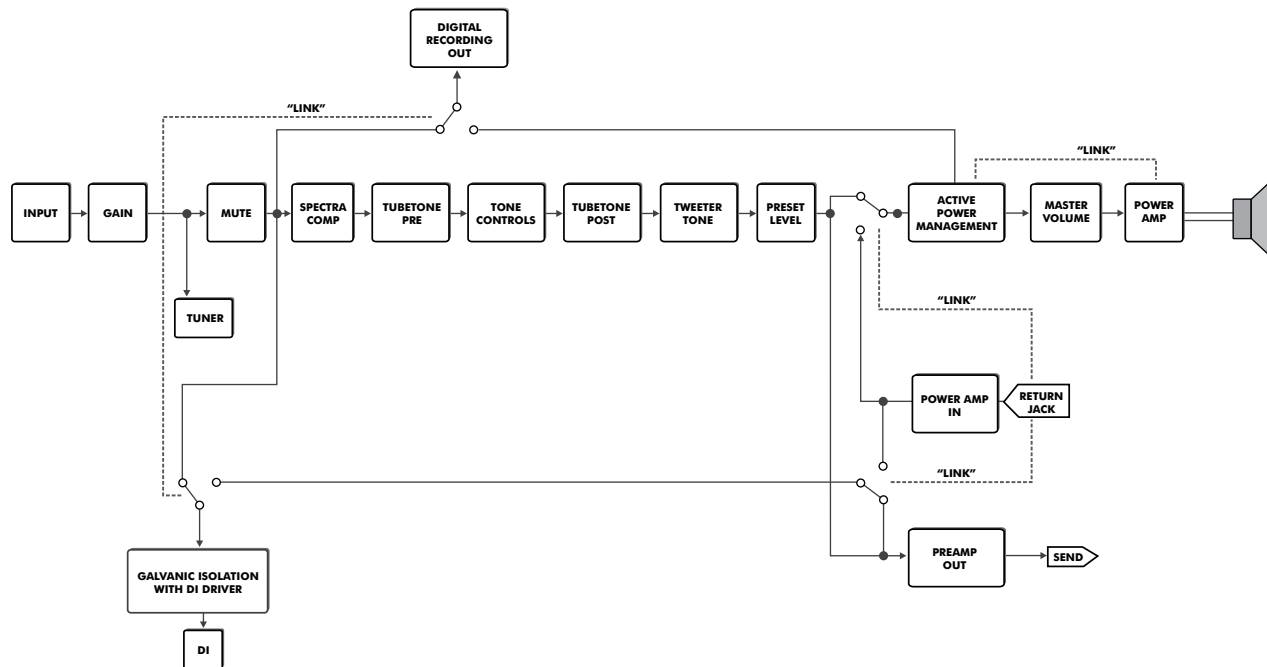 DIGITAL
RECORDING
OUT
“LINK”
“LINK”
INPUT
GAIN
MUTE
SPECTRA
COMP
TUBETONE
PRE
TONE
CONTROLS
TUBETONE
POST
TWEETER
TONE
PRESET
LEVEL
ACTIVE
POWER
MANAGEMENT
MASTER
VOLUME
POWER
AMP
TUNER
“LINK”
POWER AMP
IN
RETURN
JACK
“LINK”
PREAMP
OUT
SEND
GALVANIC ISOLATION
WITH DI DRIVER
DI